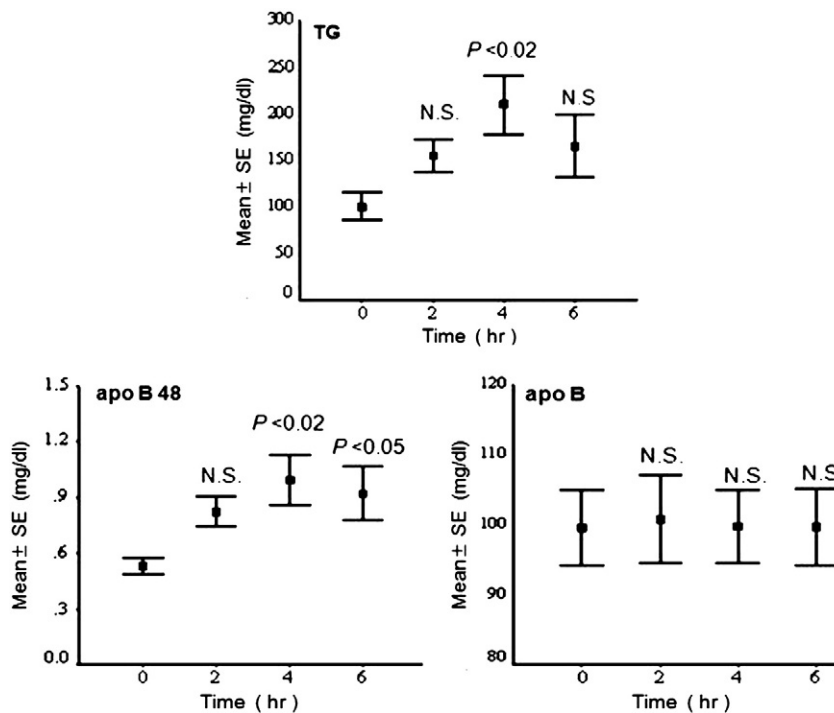 TG
300
250
200
150
100
50
0
Mean± SE (mg/dl)
P <0.02
N.S.
N.S
0 2 4 6
Time ( hr )
apo B 48
1.5
1.2
.9
.6
.3
0.0
Mean± SE (mg/dl)
P <0.02
P <0.05
N.S.
0 2 4 6
Time ( hr )
apo B
120
110
100
90
80
Mean± SE (mg/dl)
N.S.
N.S.
N.S
0 2 4 6
Time ( hr )